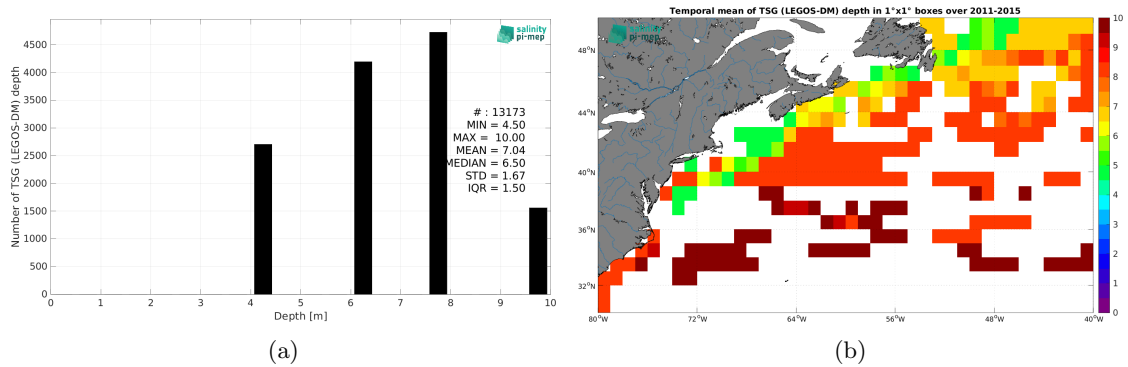 salinity
pi-mep
Number of TSG (LEGOS-DM) depth
4500
4000
3500
3000
2500
2000
1500
1000
500
0
# : 13173
MIN = 4.50
MAX = 10.00
MEAN = 7.04
MEDIAN = 6.50
STD = 1.67
IQR = 1.50
0 1 2 3 4 5 6 7 8 9 10
Depth [m]
(a)
Temporal mean of TSG (LEGOS-DM) depth in 1°x1° boxes over 2011-2015
salinity
pi-mep
48°N
44°N
40°N
36°N
32°N
80°W 72°W 64°W 56°W 48°W 40°W
10
9
8
7
6
5
4
3
2
1
0
(b)